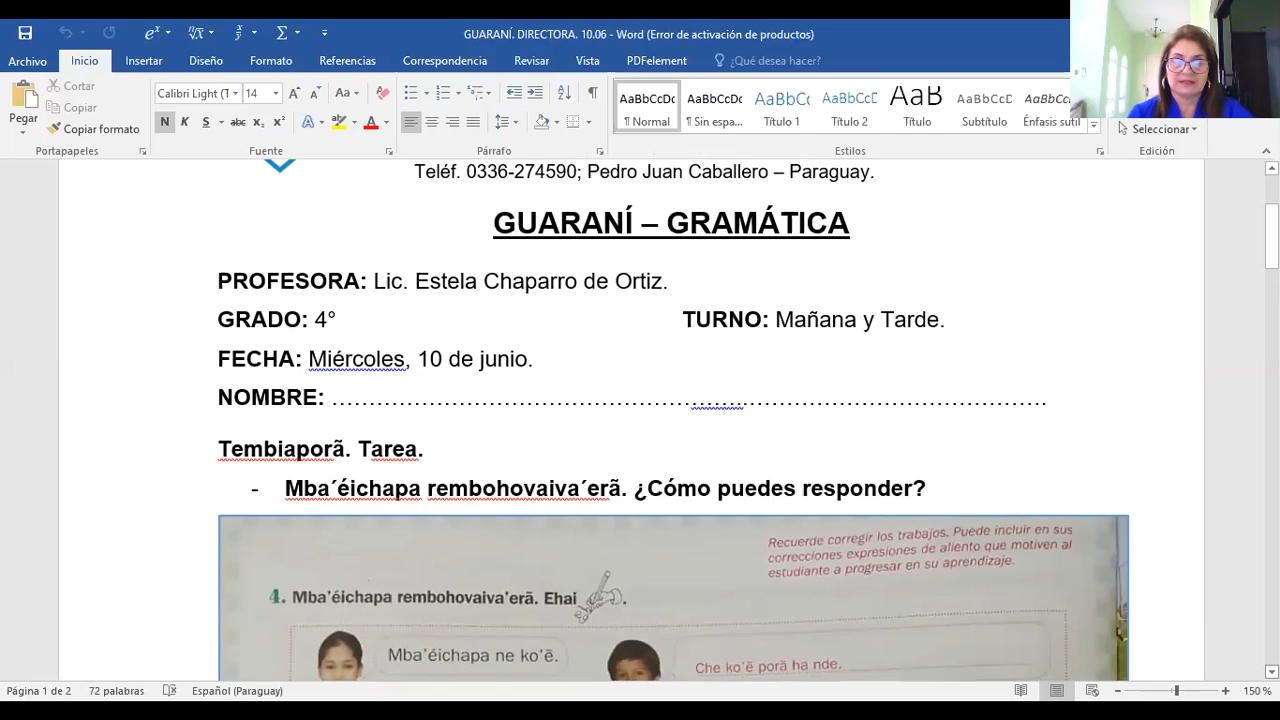 GUARANÍ. DIRECTORA. 10.06 - Word (Error de activación de productos)
Archivo Inicio Insertar Diseño Formato Referencias Correspondencia Revisar Vista PDFelement ¿Qué desea hacer?
Pegar
Cortar
Copiar
Copiar formato
Portapapeles
Calibri Light (T 14
N K S abc x₂ x²
Fuente
Párrafo
AaBbCcDc AaBbCcDc AaBbCc AaBbCcD AaB AaBbCcD AaBbCcDc
¶ Normal ¶ Sin espa... Título 1 Título 2 Título Subtítulo Énfasis sutil
Estilos
Seleccionar
Edición
Teléf. 0336-274590; Pedro Juan Caballero – Paraguay.
GUARANÍ – GRAMÁTICA
PROFESORA: Lic. Estela Chaparro de Ortiz.
GRADO: 4° TURNO: Mañana y Tarde.
FECHA: Miércoles, 10 de junio.
NOMBRE: ……………………………………………………………………………………….
Tembiaporã. Tarea.
- Mba´éichapa rembohovaiva´erã. ¿Cómo puedes responder?
Recuerde corregir los trabajos. Puede incluir en sus
correcciones expresiones de aliento que motiven al
estudiante a progresar en su aprendizaje.
4. Mba'éichapa rembohovaiva'erã. Ehai .
Mba'éichapa ne ko'ẽ.
Che ko'ẽ porã ha nde.
Página 1 de 2 72 palabras Español (Paraguay) 150 %